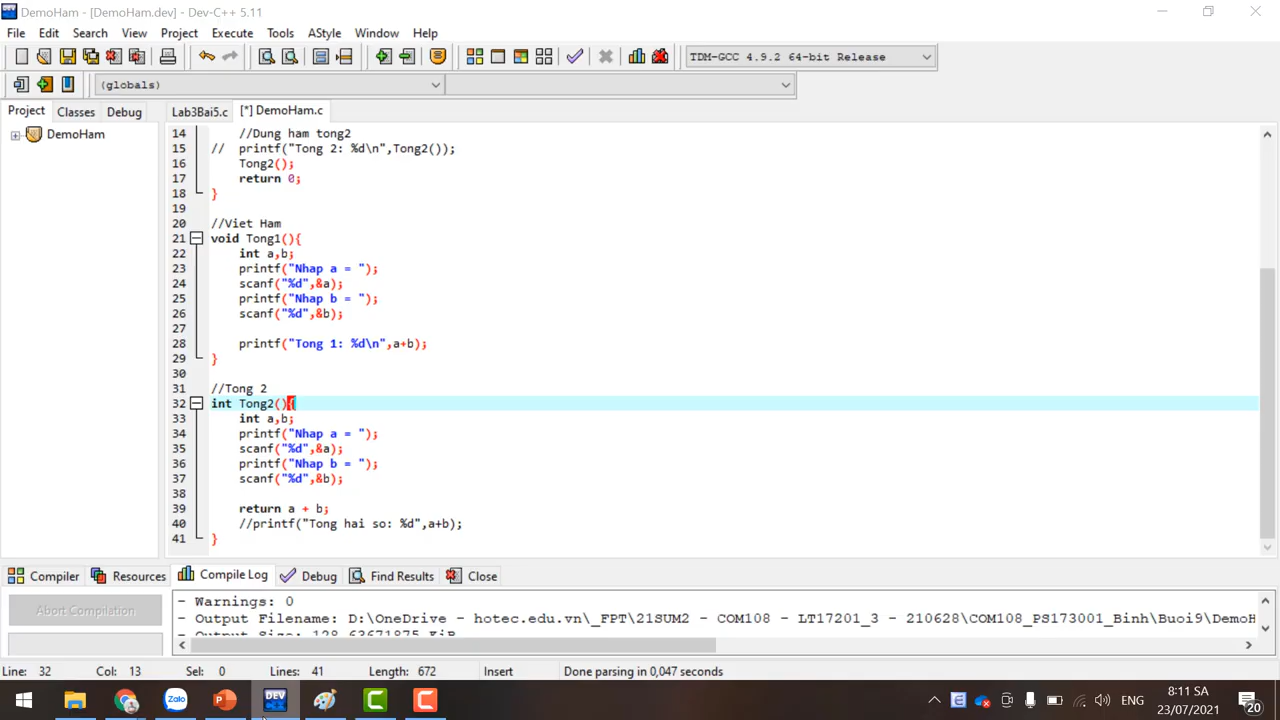 DemoHam - [DemoHam.dev] - Dev-C++ 5.11
File Edit Search View Project Execute Tools AStyle Window Help
TDM-GCC 4.9.2 64-bit Release
(globals)
Project Classes Debug Lab3Bai5.c [*] DemoHam.c
DemoHam
14 //Dung ham tong2
15 // printf("Tong 2: %d\n",Tong2());
16 Tong2();
17 return 0;
18 }
19
20 //Viet Ham
21 void Tong1(){
22 int a,b;
23 printf("Nhap a = ");
24 scanf("%d",&a);
25 printf("Nhap b = ");
26 scanf("%d",&b);
27
28 printf("Tong 1: %d\n",a+b);
29 }
30
31 //Tong 2
32 int Tong2(){
33 int a,b;
34 printf("Nhap a = ");
35 scanf("%d",&a);
36 printf("Nhap b = ");
37 scanf("%d",&b);
38
39 return a + b;
40 //printf("Tong hai so: %d",a+b);
41 }
Compiler Resources Compile Log Debug Find Results Close
Abort Compilation
- Warnings: 0
- Output Filename: D:\OneDrive - hotec.edu.vn\_FPT\21SUM2 - COM108 - LT17201_3 - 210628\COM108_PS173001_Binh\Buoi9\DemoH
- Output Size: 128,63671875 KiB
Line: 32 Col: 13 Sel: 0 Lines: 41 Length: 672 Insert Done parsing in 0,047 seconds
Zalo
DEV
ENG
8:11 SA
23/07/2021
20